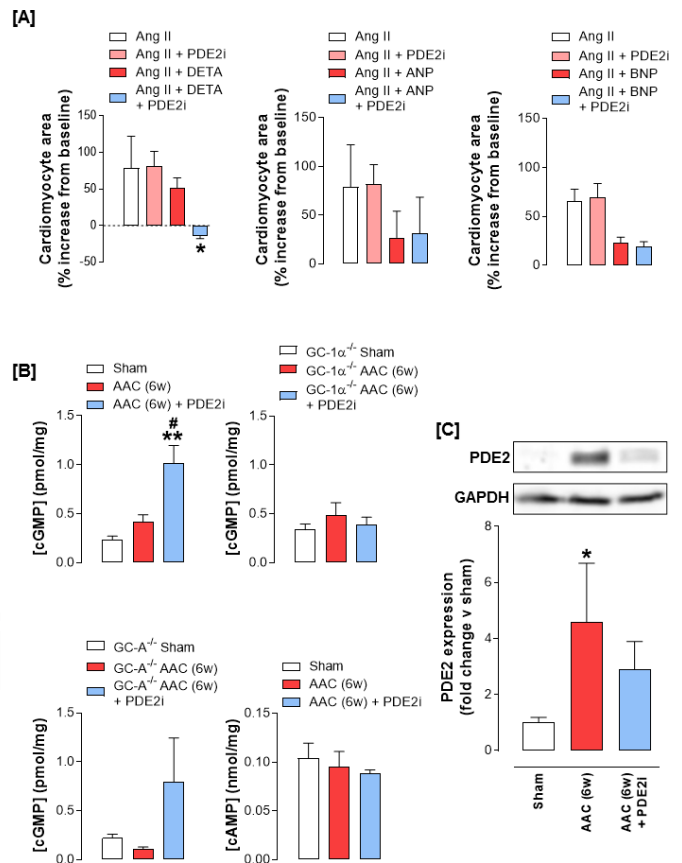 [A]
Ang II
Ang II + PDE2i
Ang II + DETA
Ang II + DETA
+ PDE2i
Cardiomyocyte area
(% increase from baseline)
150
100
50
0
-50
*
Ang II
Ang II + PDE2i
Ang II + ANP
Ang II + ANP
+ PDE2i
Cardiomyocyte area
(% increase from baseline)
150
100
50
0
Ang II
Ang II + PDE2i
Ang II + BNP
Ang II + BNP
+ PDE2i
Cardiomyocyte area
(% increase from baseline)
150
100
50
0
[B]
Sham
AAC (6w)
AAC (6w) + PDE2i
[cGMP] (pmol/mg)
1.5
1.0
0.5
0.0
#
**
GC-1α-/- Sham
GC-1α-/- AAC (6w)
GC-1α-/- AAC (6w)
+ PDE2i
[cGMP] (pmol/mg)
1.5
1.0
0.5
0.0
GC-A-/- Sham
GC-A-/- AAC (6w)
GC-A-/- AAC (6w)
+ PDE2i
[cGMP] (pmol/mg)
1.5
1.0
0.5
0.0
Sham
AAC (6w)
AAC (6w) + PDE2i
[cAMP] (nmol/mg)
0.15
0.10
0.05
0.00
[C]
PDE2
GAPDH
PDE2 expression
(fold change v sham)
8
6
4
2
0
*
Sham
AAC (6w)
AAC (6w)
+ PDE2i